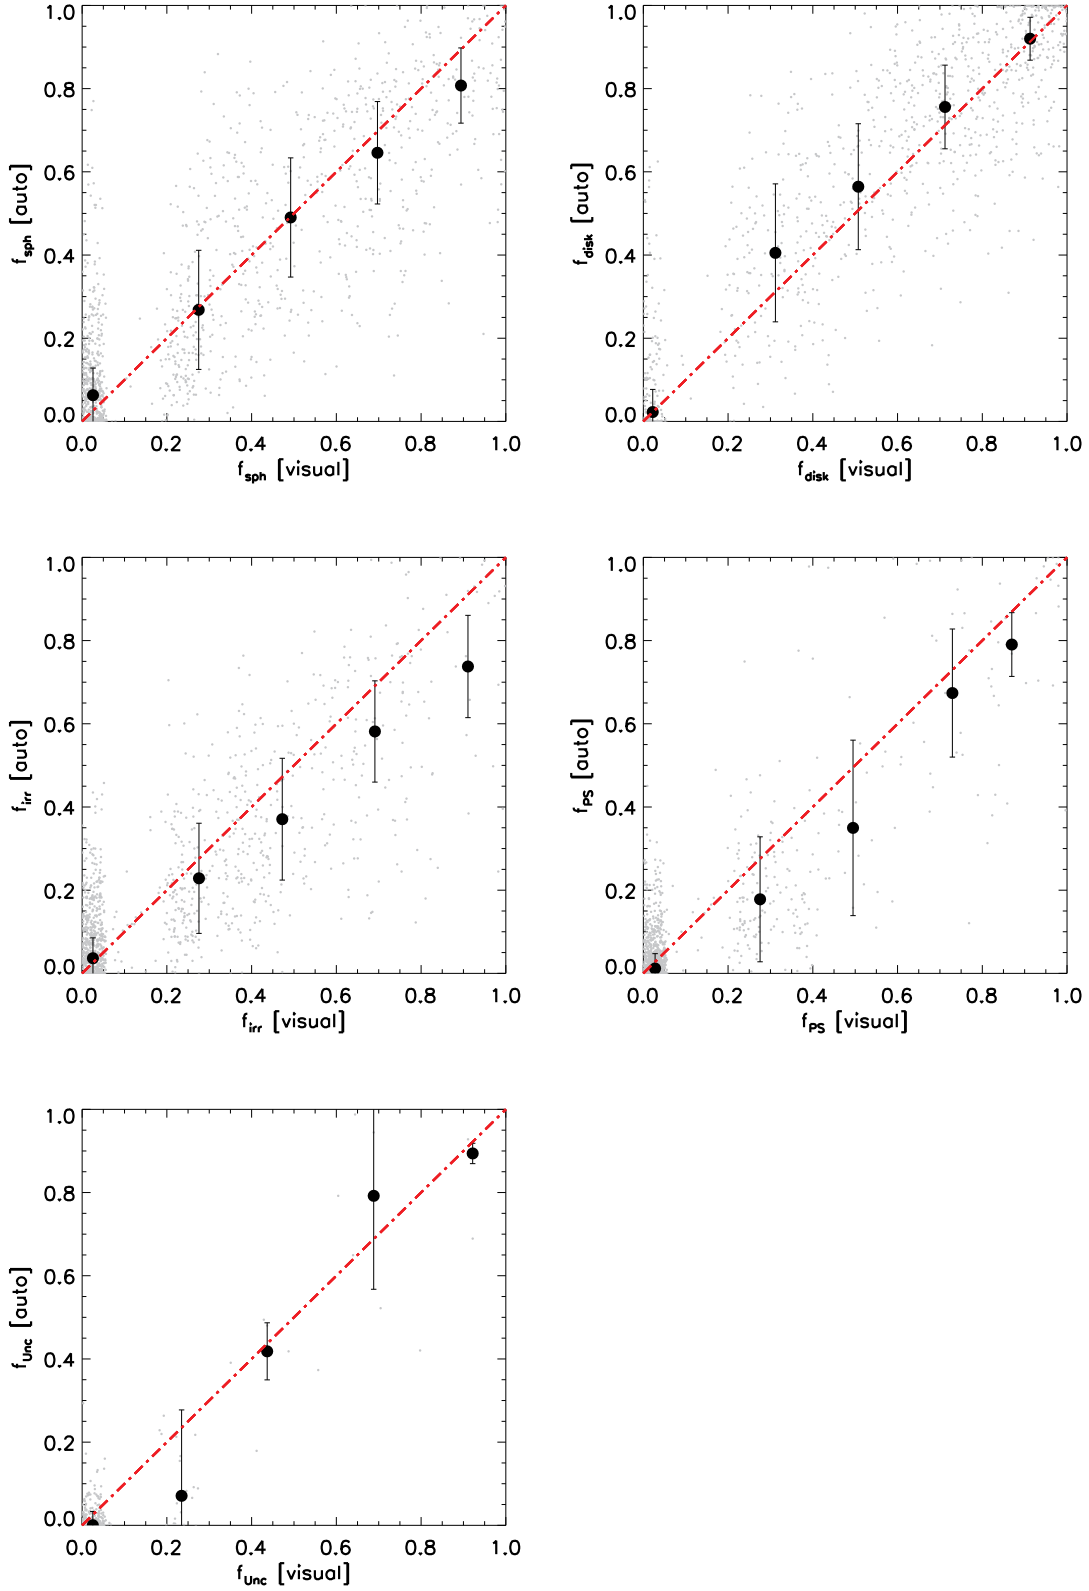 1.0 1.0
0.8 0.8
0.6 0.6
f_sph [auto] f_disk [auto]
0.4 0.4
0.2 0.2
0.0 0.0
0.0 0.2 0.4 0.6 0.8 1.0 0.0 0.2 0.4 0.6 0.8 1.0
f_sph [visual] f_disk [visual]
1.0 1.0
0.8 0.8
0.6 0.6
f_irr [auto] f_PS [auto]
0.4 0.4
0.2 0.2
0.0 0.0
0.0 0.2 0.4 0.6 0.8 1.0 0.0 0.2 0.4 0.6 0.8 1.0
f_irr [visual] f_PS [visual]
1.0
0.8
0.6
f_Unc [auto]
0.4
0.2
0.0
0.0 0.2 0.4 0.6 0.8 1.0
f_Unc [visual]